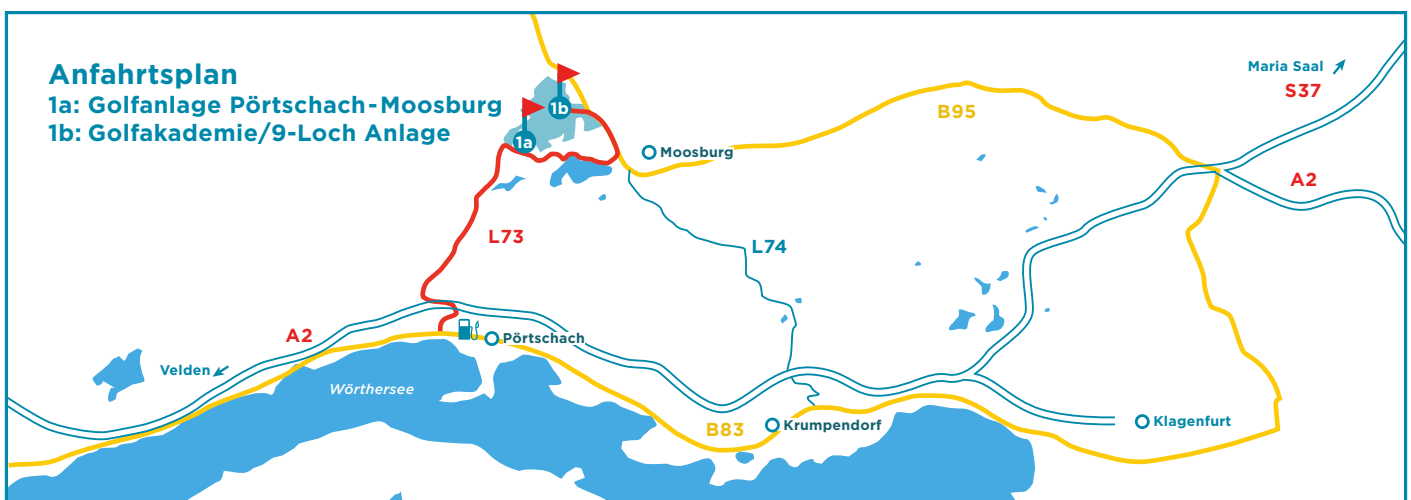 Anfahrtsplan
1a: Golfanlage Pörtschach-Moosburg
1b: Golfakademie/9-Loch Anlage
Maria Saal
S37
B95
1b
1a
Moosburg
A2
L73
L74
A2
Pörtschach
Velden
Wörthersee
B83
Krumpendorf
Klagenfurt